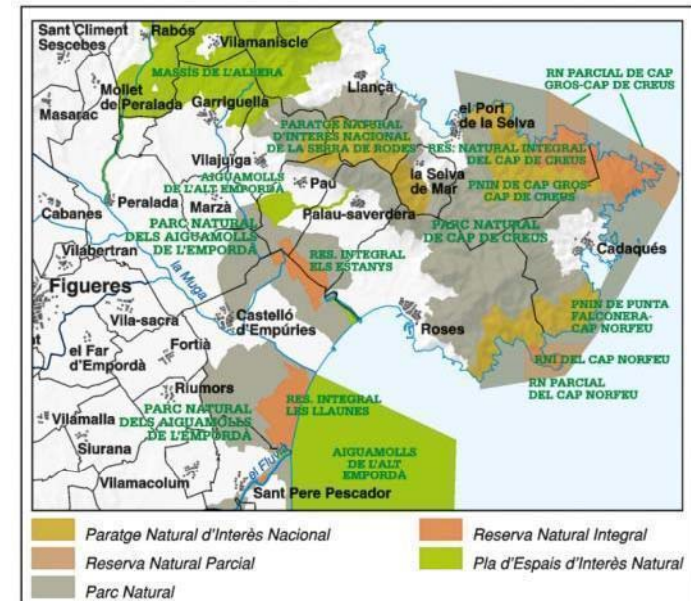 Sant Climent
Sescebes
Rabós
Vilamaniscle
MASSÍS DE L'ALBERA
Mollet
de Peralada
Masarac
Garriguella
Llançà
RN PARCIAL DE CAP
GROS-CAP DE CREUS
el Port
de la Selva
PARATGE NATURAL
D'INTERÈS NACIONAL
DE LA SERRA DE RODES
RES. NATURAL INTEGRAL
DEL CAP DE CREUS
Vilajuïga
AIGUAMOLLS
DE L'ALT EMPORDÀ
Pau
la Selva
de Mar
PNIN DE CAP GROS-
CAP DE CREUS
Peralada
Cabanes
Marzà
Palau-saverdera
PARC NATURAL
DELS AIGUAMOLLS
DE L'EMPORDÀ
PARC NATURAL
DE CAP DE CREUS
Cadaqués
Vilabertran
la Muga
RES. INTEGRAL
ELS ESTANYS
Figueres
Vila-sacra
Castelló
d'Empúries
Roses
PNIN DE PUNTA
FALCONERA-
CAP NORFEU
el Far
d'Empordà
Fortià
RNI DEL CAP NORFEU
RN PARCIAL
DEL CAP NORFEU
Riumors
PARC NATURAL
DELS AIGUAMOLLS
DE L'EMPORDÀ
RES. INTEGRAL
LES LLAUNES
Vilamalla
Siurana
AIGUAMOLLS
DE L'ALT
EMPORDÀ
Vilamacolum
el Fluvià
Sant Pere Pescador
Paratge Natural d'Interès Nacional
Reserva Natural Integral
Reserva Natural Parcial
Pla d'Espais d'Interès Natural
Parc Natural